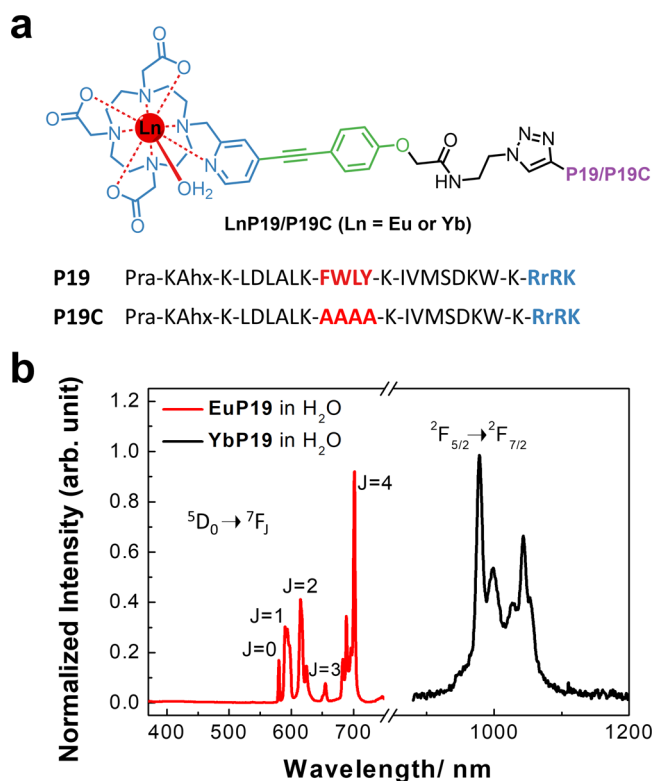 a
O
O
O
O
O
O
N
N
N
N
N
Ln
OH₂
O
O
N
H
N
N
N
P19/P19C
LnP19/P19C (Ln = Eu or Yb)
P19 Pra-KAhx-K-LDLALK-FWLY-K-IVMSDKW-K-RrRK
P19C Pra-KAhx-K-LDLALK-AAAA-K-IVMSDKW-K-RrRK
b
Normalized Intensity (arb. unit)
1.2
1.0
0.8
0.6
0.4
0.2
0.0
EuP19 in H₂O
YbP19 in H₂O
²F₅/₂→²F₇/₂
⁵D₀→⁷F_J
J=0
J=1
J=2
J=3
J=4
400 500 600 700 1000 1200
Wavelength/ nm